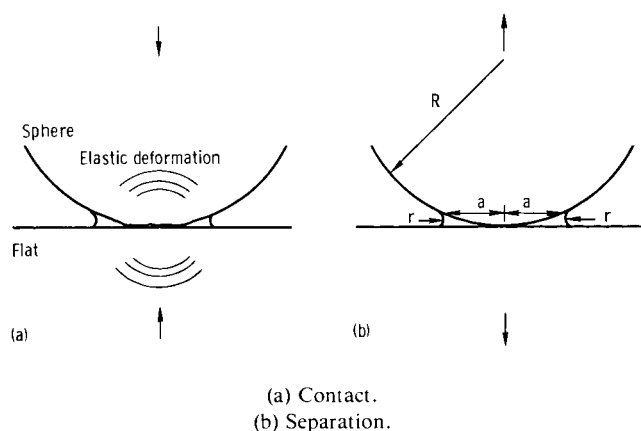 Sphere
Elastic deformation
Flat
(a)
R
a a
r r
(b)
(a) Contact.
(b) Separation.